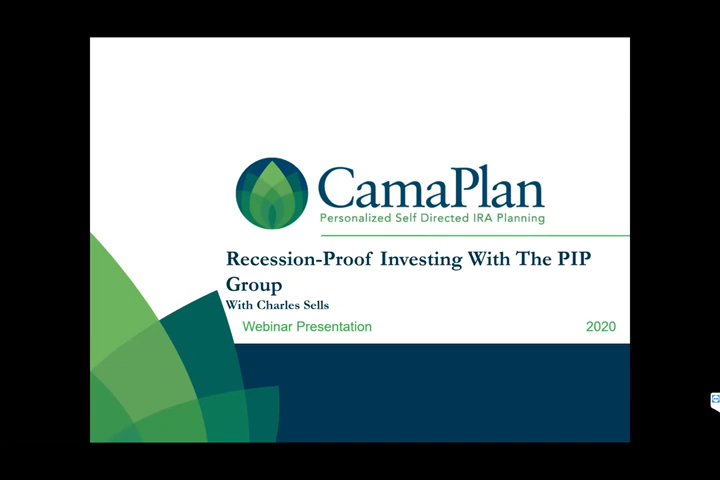 CamaPlan
Personalized Self Directed IRA Planning
Recession-Proof Investing With The PIP
Group
With Charles Sells
Webinar Presentation 2020